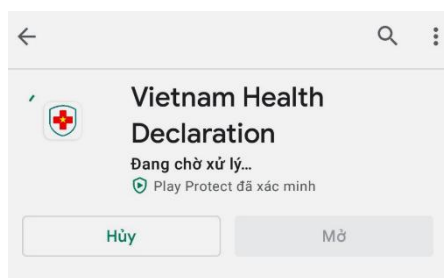 Vietnam Health
Declaration
Đang chờ xử lý...
Play Protect đã xác minh
Hủy
Mở